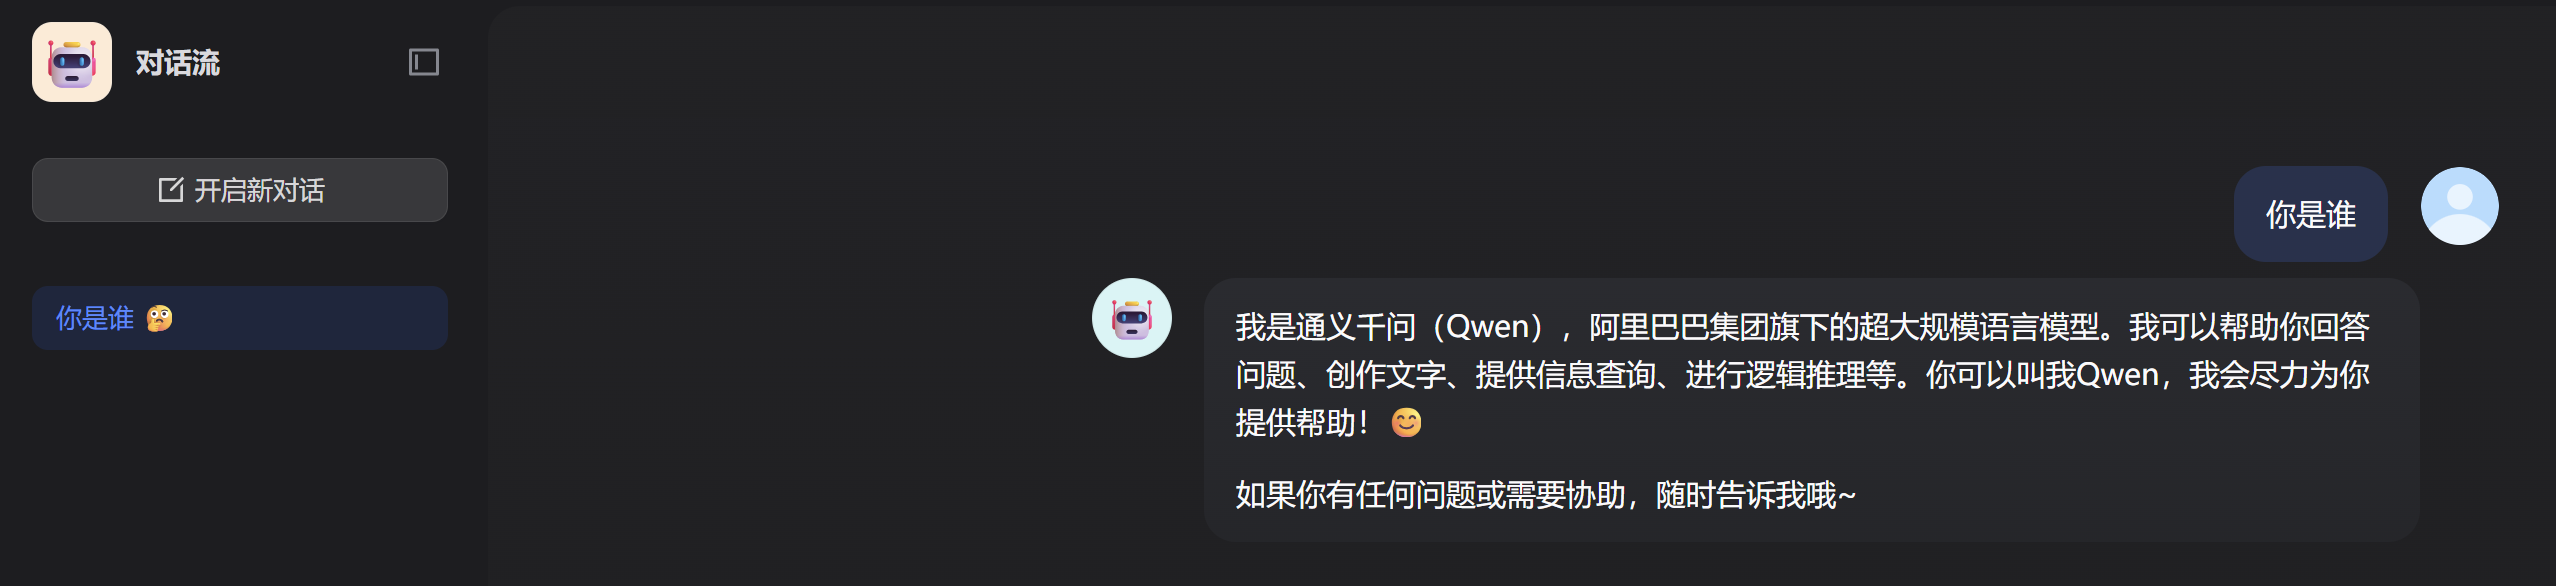 对话流
开启新对话
你是谁 🤔
你是谁
我是通义千问（Qwen），阿里巴巴集团旗下的超大规模语言模型。我可以帮助你回答
问题、创作文字、提供信息查询、进行逻辑推理等。你可以叫我Qwen，我会尽力为你
提供帮助！ 😊
如果你有任何问题或需要协助，随时告诉我哦~